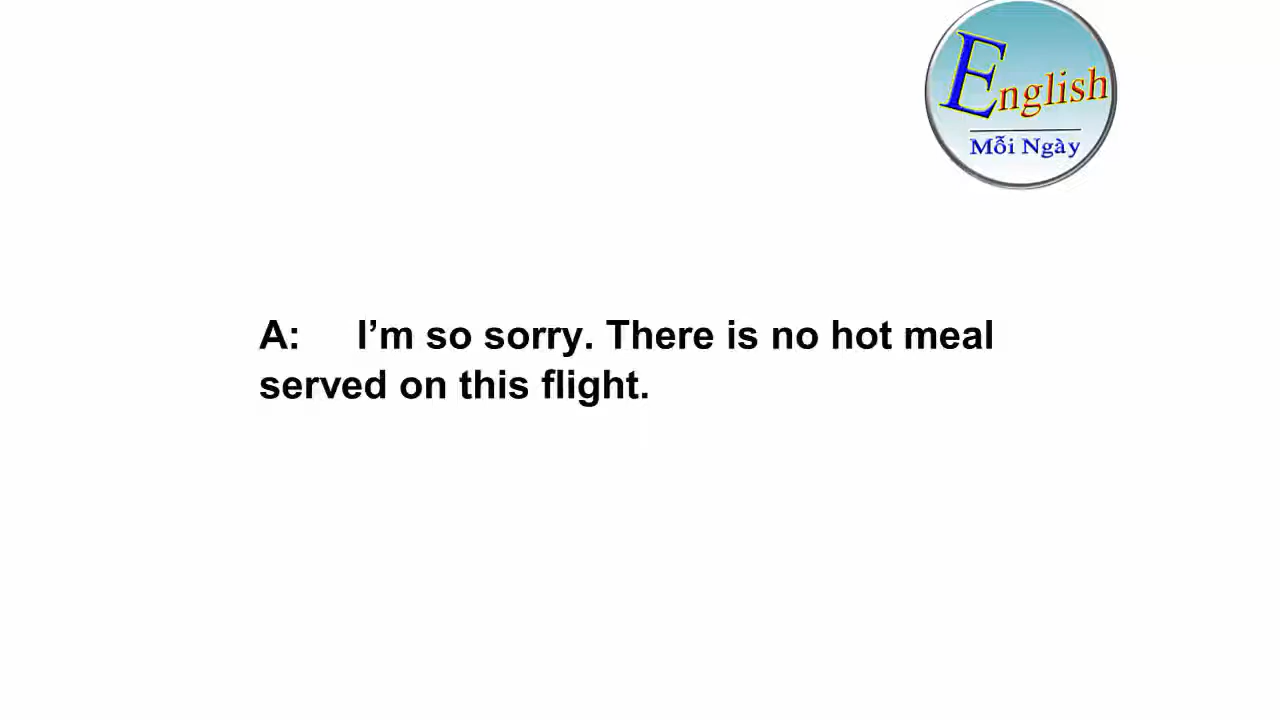 English
Mỗi Ngày
A: I’m so sorry. There is no hot meal
served on this flight.